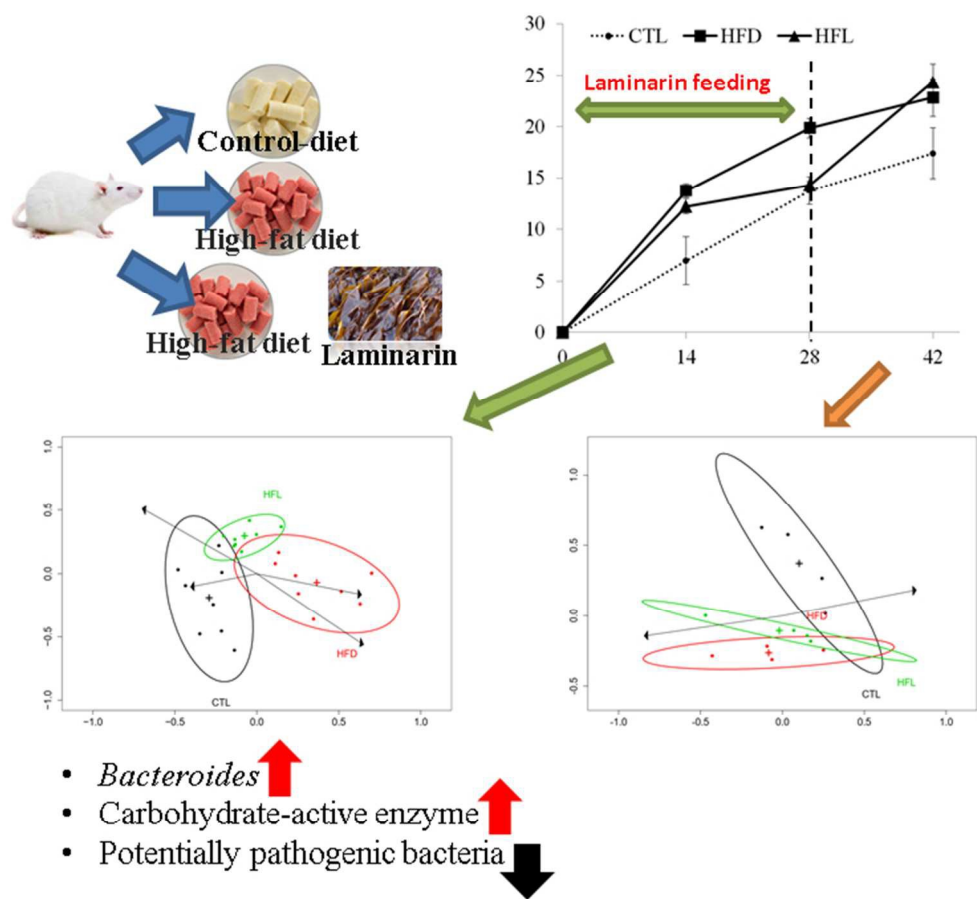 Control-diet
High-fat diet
High-fat diet
Laminarin
30
25
20
15
10
5
0
CTL HFD HFL
Laminarin feeding
0 14 28 42
1.0
0.5
0.0
-0.5
-1.0
HFL
HFD
CTL
-1.0 -0.5 0.0 0.5 1.0
1.0
0.5
0.0
-0.5
HFD
HFL
CTL
-1.0 -0.5 0.0 0.5 1.0
• Bacteroides
• Carbohydrate-active enzyme
• Potentially pathogenic bacteria